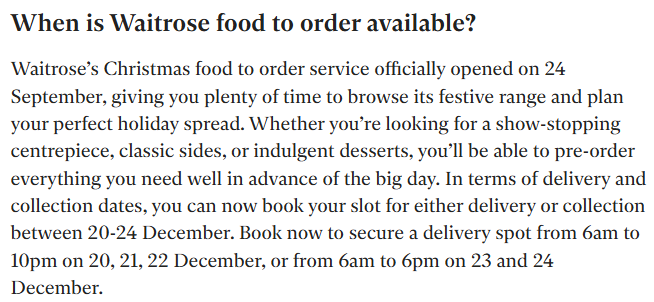 When is Waitrose food to order available?
Waitrose’s Christmas food to order service officially opened on 24
September, giving you plenty of time to browse its festive range and plan
your perfect holiday spread. Whether you’re looking for a show-stopping
centrepiece, classic sides, or indulgent desserts, you’ll be able to pre-order
everything you need well in advance of the big day. In terms of delivery and
collection dates, you can now book your slot for either delivery or collection
between 20-24 December. Book now to secure a delivery spot from 6am to
10pm on 20, 21, 22 December, or from 6am to 6pm on 23 and 24
December.